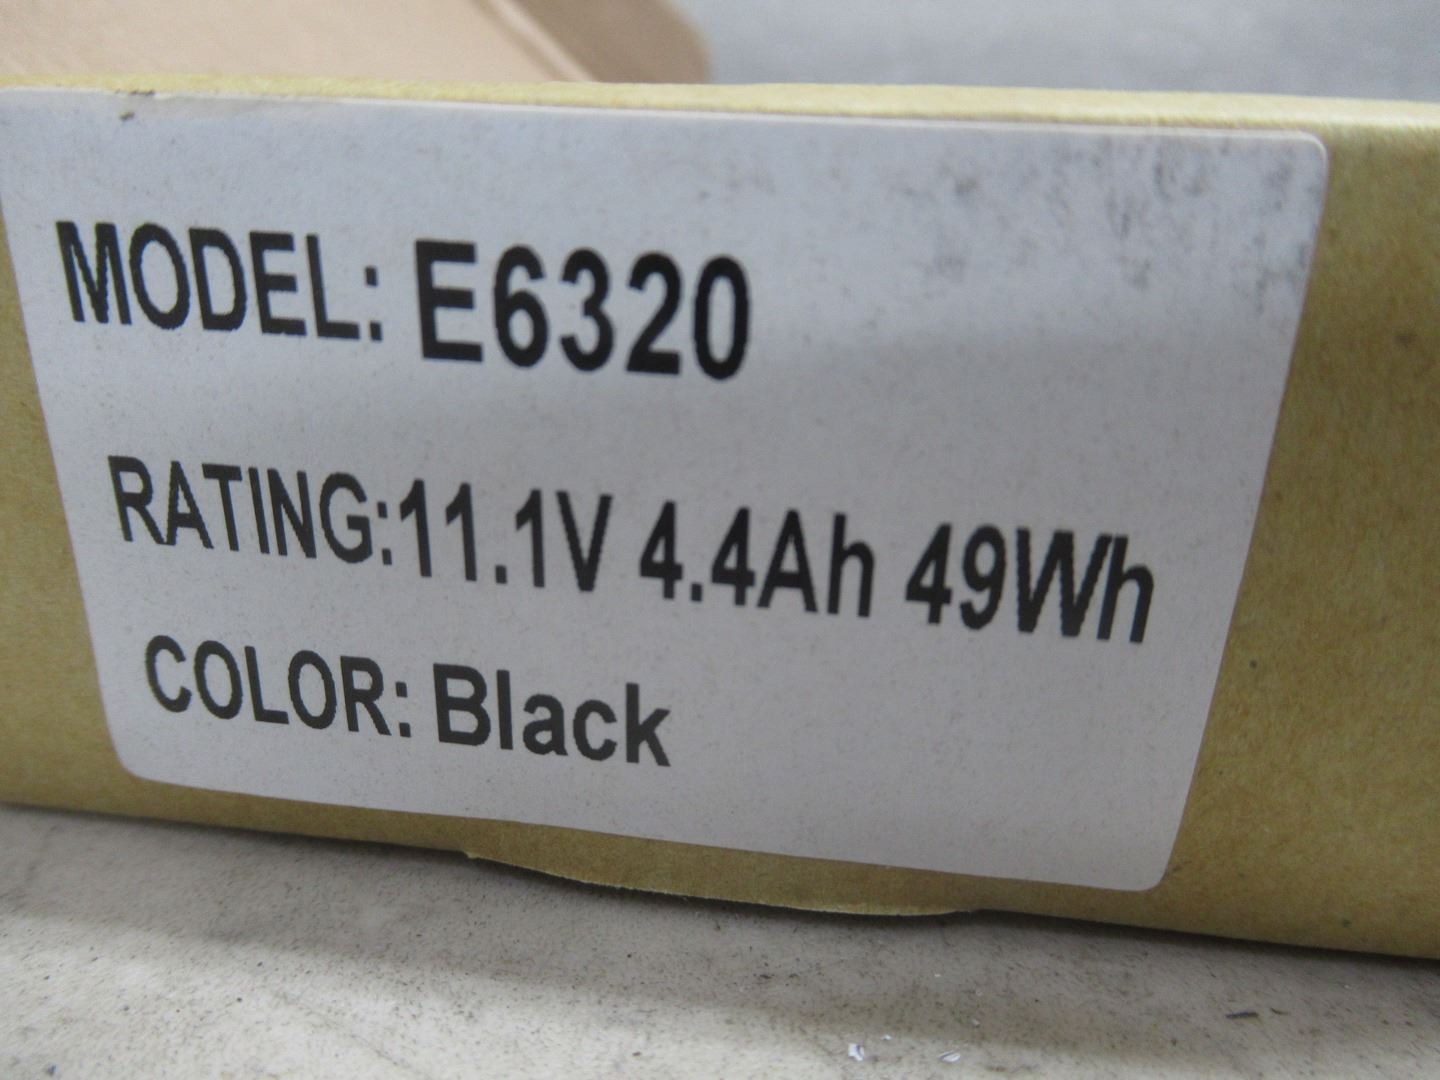 MODEL: E6320
RATING:11.1V 4.4Ah 49Wh
COLOR: Black